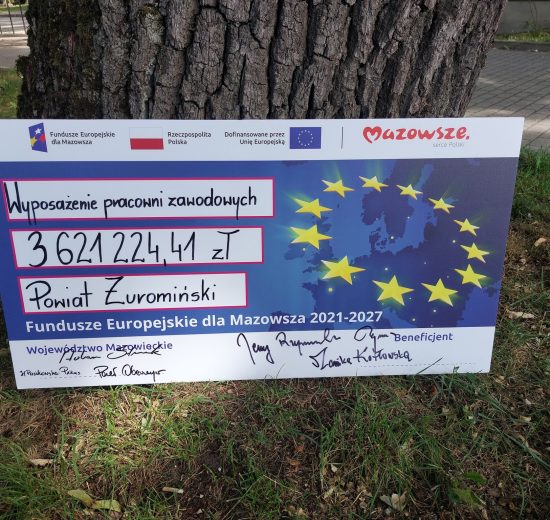 Fundusze Europejskie
dla Mazowsza
Rzeczpospolita
Polska
Dofinansowane przez
Unię Europejską
Mazowsze.
serce Polski
Wyposażenie pracowni zawodowych
3 621 224,41 zł
Powiat Żuromiński
Fundusze Europejskie dla Mazowsza 2021-2027
Województwo Mazowieckie
Beneficjent